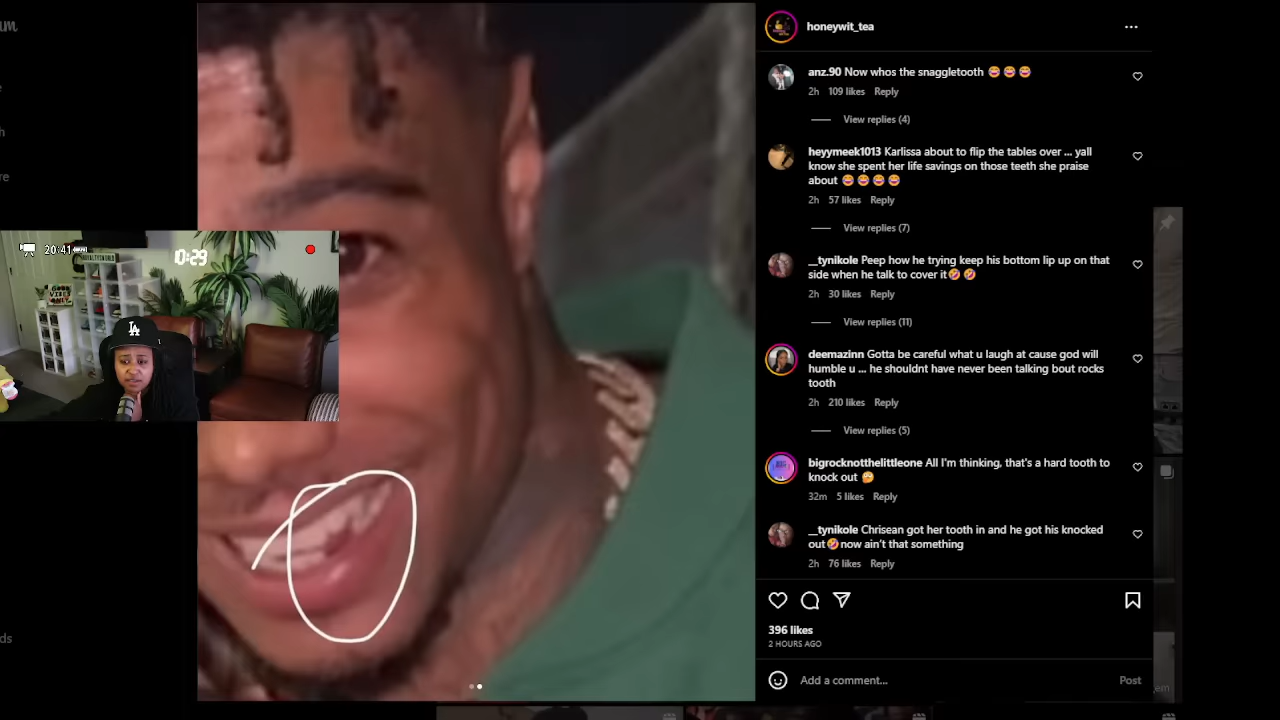 honeywit_tea
anz.90 Now whos the snaggletooth 😂😂😂
2h 109 likes Reply
View replies (4)
heyymeek1013 Karlissa about to flip the tables over ... yall
know she spent her life savings on those teeth she praise
about 😂😂😂😂
2h 57 likes Reply
View replies (7)
__tynikole Peep how he trying keep his bottom lip up on that
side when he talk to cover it🤣🤣
2h 30 likes Reply
View replies (11)
deemazinn Gotta be careful what u laugh at cause god will
humble u ... he shouldnt have never been talking bout rocks
tooth
2h 210 likes Reply
View replies (5)
bigrocknotthelittleone All I'm thinking, that's a hard tooth to
knock out 🤔
32m 5 likes Reply
__tynikole Chrisean got her tooth in and he got his knocked
out🤣now ain't that something
2h 76 likes Reply
396 likes
2 HOURS AGO
Add a comment...
Post
20:41
10:29
GOOD
VIBES
ONLY
LA